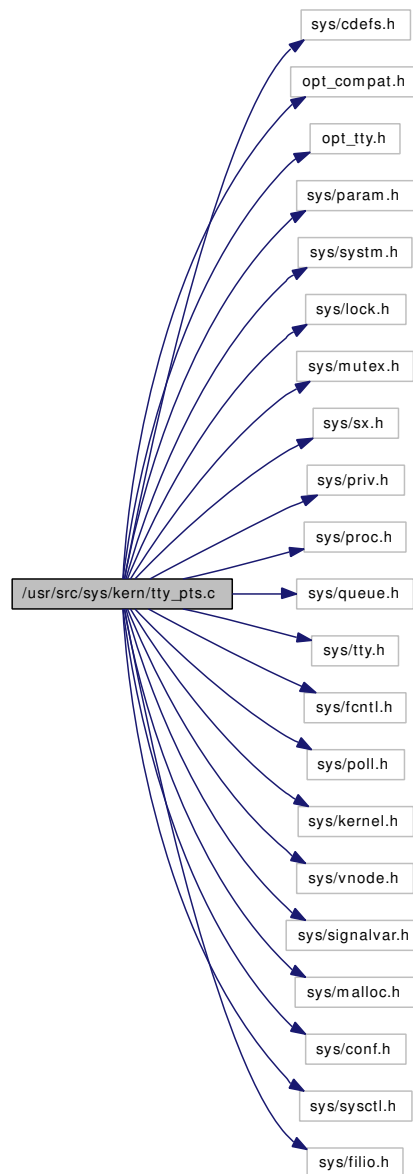 sys/cdefs.h
opt_compat.h
opt_tty.h
sys/param.h
sys/systm.h
sys/lock.h
sys/mutex.h
sys/sx.h
sys/priv.h
sys/proc.h
/usr/src/sys/kern/tty_pts.c
sys/queue.h
sys/tty.h
sys/fcntl.h
sys/poll.h
sys/kernel.h
sys/vnode.h
sys/signalvar.h
sys/malloc.h
sys/conf.h
sys/sysctl.h
sys/filio.h